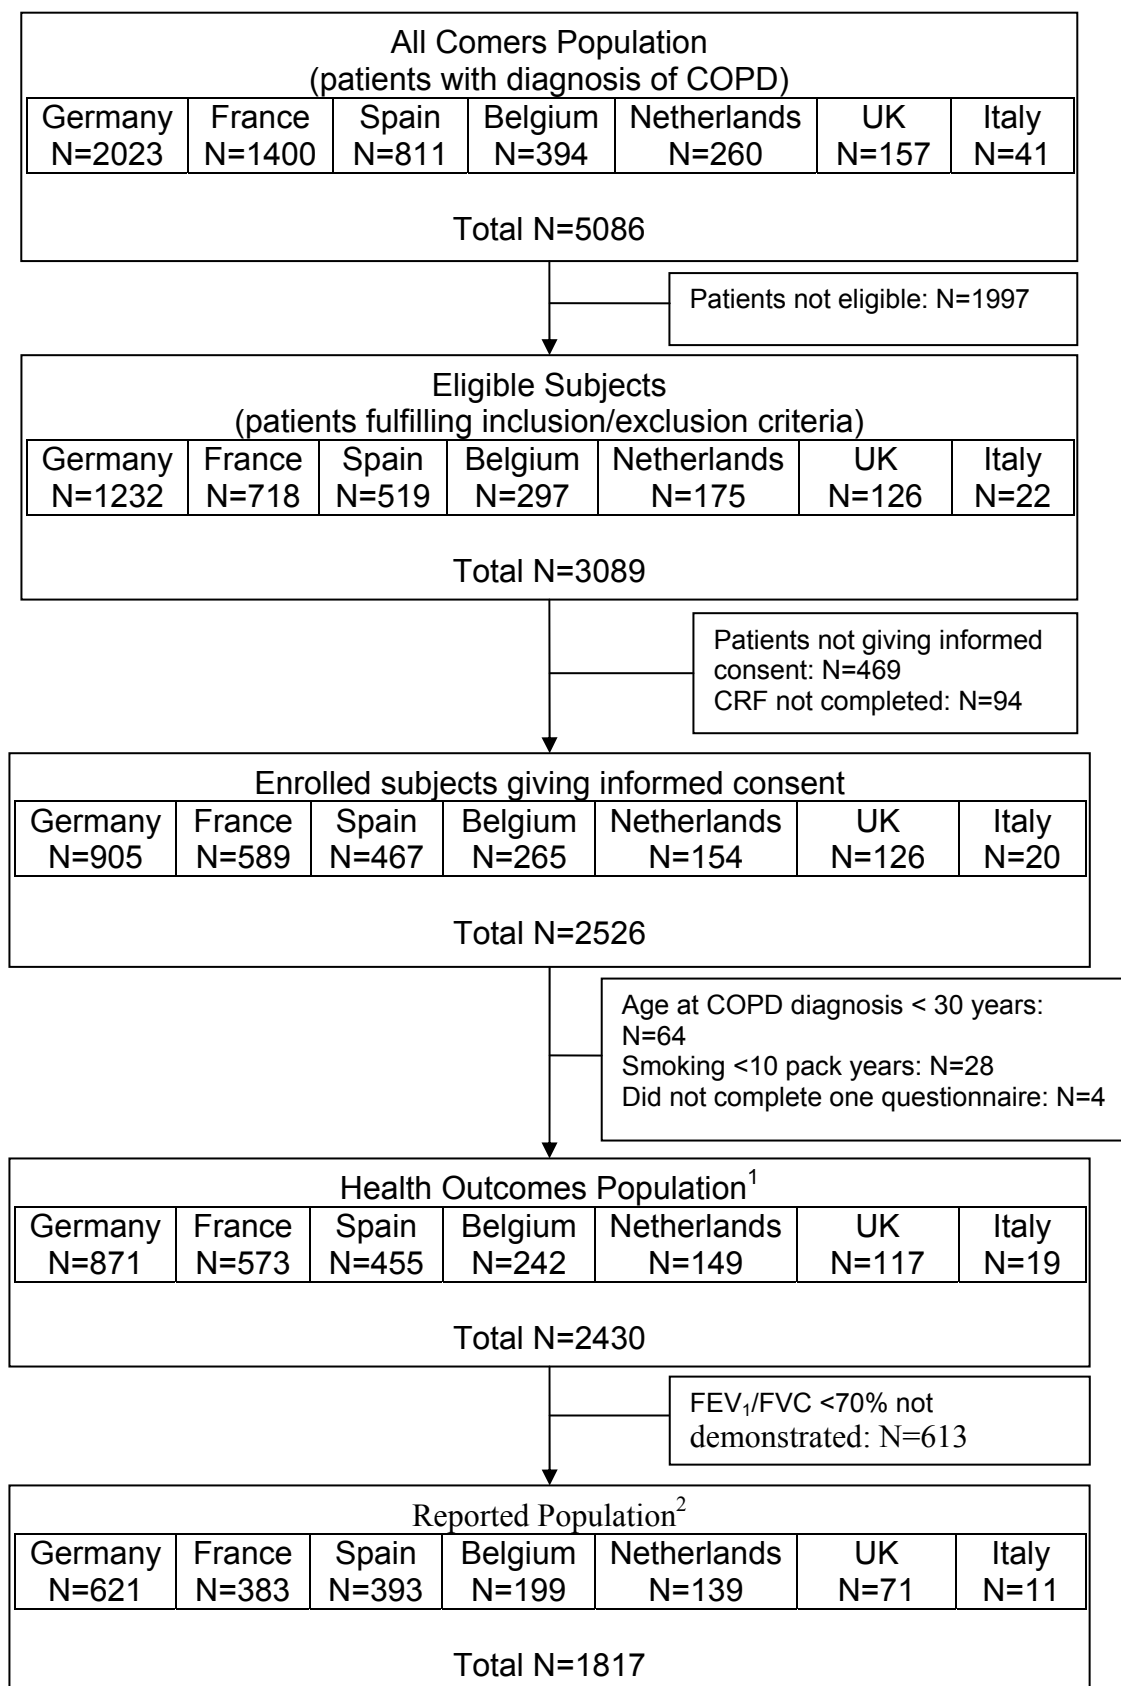 All Comers Population
(patients with diagnosis of COPD)
Germany France Spain Belgium Netherlands UK Italy
N=2023 N=1400 N=811 N=394 N=260 N=157 N=41
Total N=5086
Patients not eligible: N=1997
Eligible Subjects
(patients fulfilling inclusion/exclusion criteria)
Germany France Spain Belgium Netherlands UK Italy
N=1232 N=718 N=519 N=297 N=175 N=126 N=22
Total N=3089
Patients not giving informed
consent: N=469
CRF not completed: N=94
Enrolled subjects giving informed consent
Germany France Spain Belgium Netherlands UK Italy
N=905 N=589 N=467 N=265 N=154 N=126 N=20
Total N=2526
Age at COPD diagnosis < 30 years:
N=64
Smoking <10 pack years: N=28
Did not complete one questionnaire: N=4
Health Outcomes Population¹
Germany France Spain Belgium Netherlands UK Italy
N=871 N=573 N=455 N=242 N=149 N=117 N=19
Total N=2430
FEV₁/FVC <70% not
demonstrated: N=613
Reported Population²
Germany France Spain Belgium Netherlands UK Italy
N=621 N=383 N=393 N=199 N=139 N=71 N=11
Total N=1817